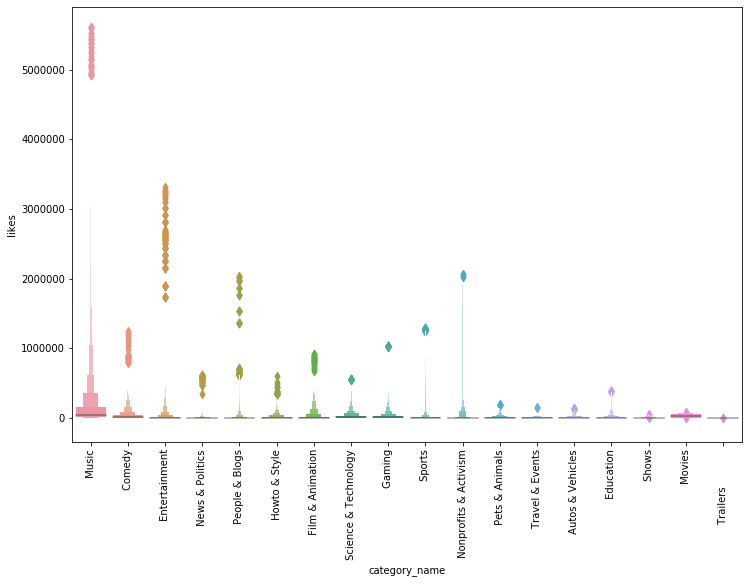 5000000
4000000
3000000
2000000
1000000
0
likes
Music
Comedy
Entertainment
News & Politics
People & Blogs
Howto & Style
Film & Animation
Science & Technology
Gaming
Sports
Nonprofits & Activism
Pets & Animals
Travel & Events
Autos & Vehicles
Education
Shows
Movies
Trailers
category_name